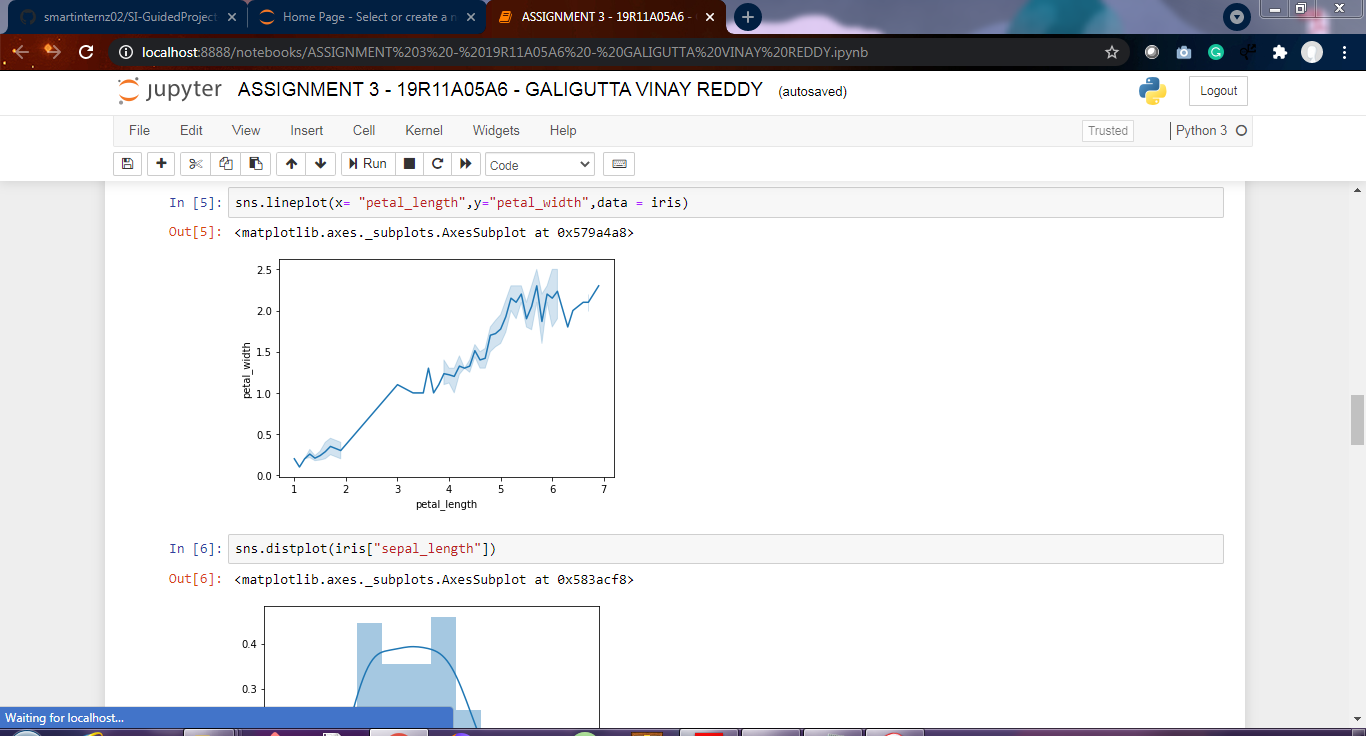 smartinternz02/SI-GuidedProject
Home Page - Select or create a n
ASSIGNMENT 3 - 19R11A05A6 -
localhost:8888/notebooks/ASSIGNMENT%203%20-%2019R11A05A6%20-%20GALIGUTTA%20VINAY%20REDDY.ipynb
jupyter ASSIGNMENT 3 - 19R11A05A6 - GALIGUTTA VINAY REDDY (autosaved)
Logout
File Edit View Insert Cell Kernel Widgets Help
Trusted
Python 3
Run
Code
In [5]: sns.lineplot(x= "petal_length",y="petal_width",data = iris)
Out[5]: <matplotlib.axes._subplots.AxesSubplot at 0x579a4a8>
2.5
2.0
1.5
1.0
0.5
0.0
petal_width
1 2 3 4 5 6 7
petal_length
In [6]: sns.distplot(iris["sepal_length"])
Out[6]: <matplotlib.axes._subplots.AxesSubplot at 0x583acf8>
0.4
0.3
Waiting for localhost...